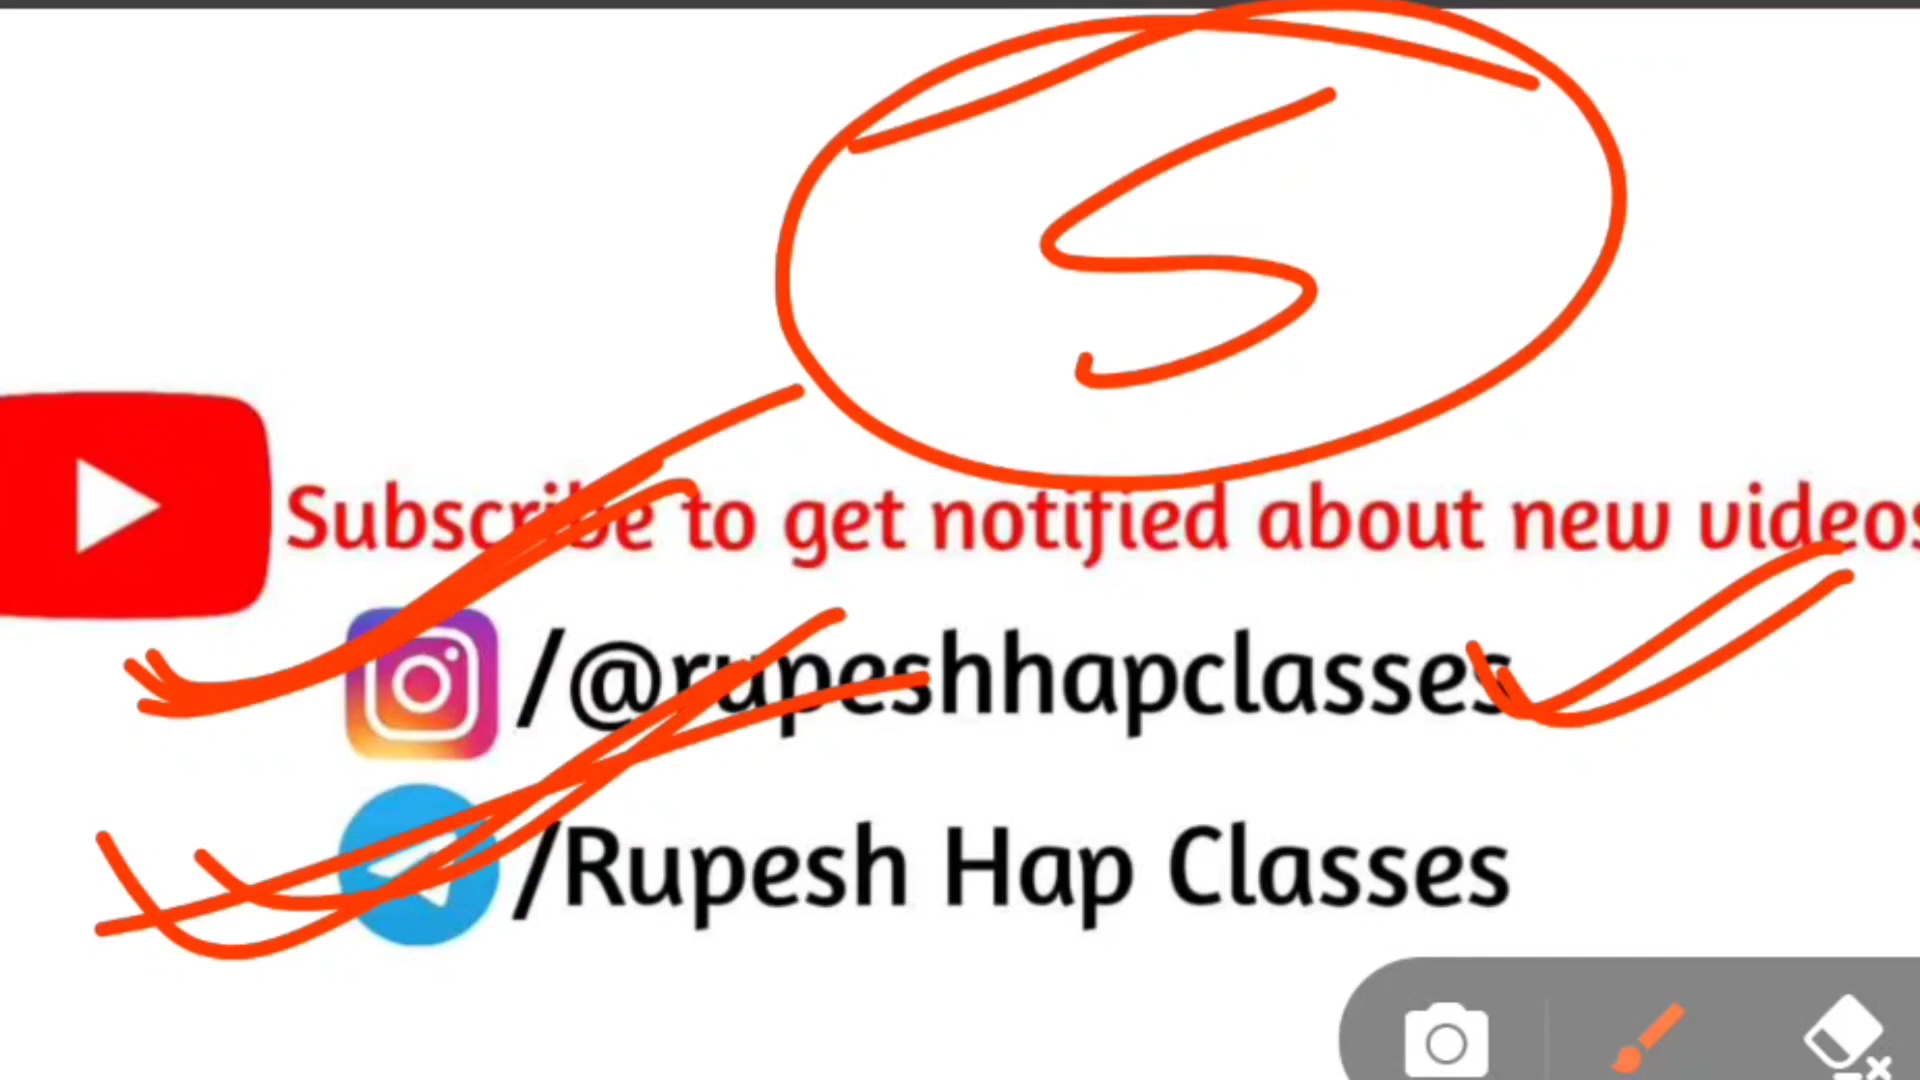 S
Subscribe to get notified about new videos
/@rupeshhapclasses
/Rupesh Hap Classes